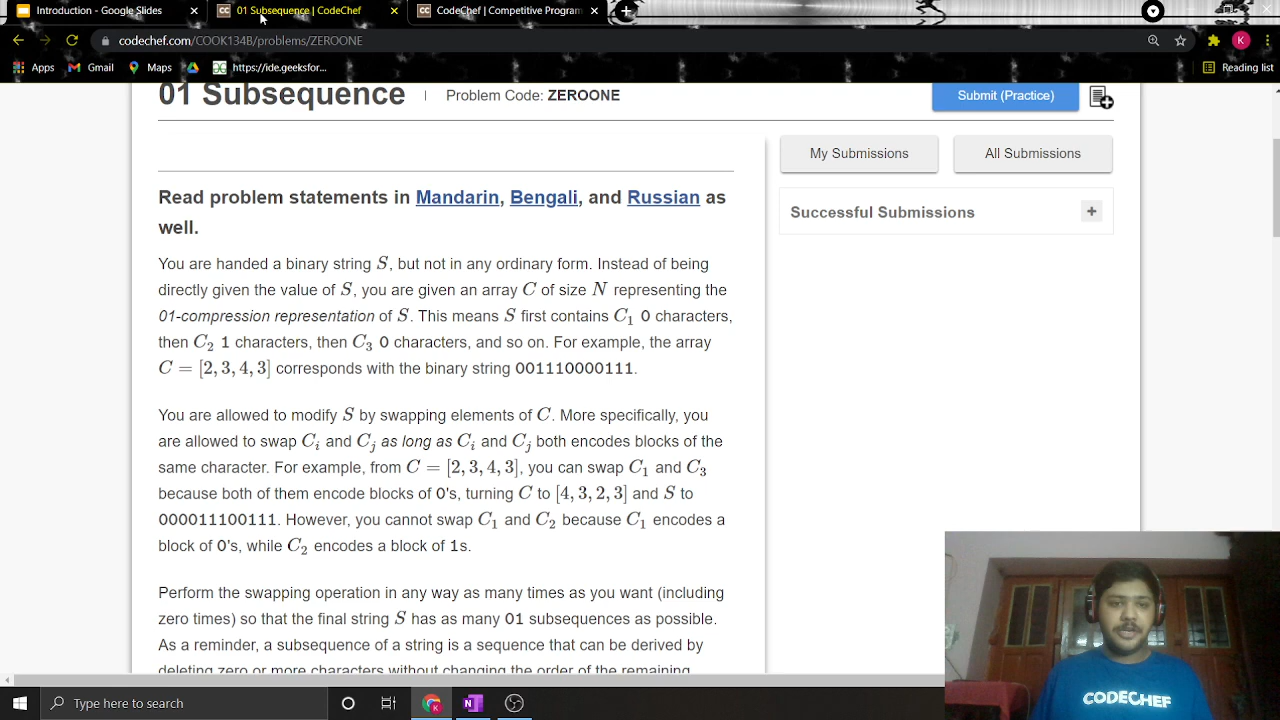 Introduction - Google Slides
01 Subsequence | CodeChef
CodeChef | Competitive Program
codechef.com/COOK134B/problems/ZEROONE
Apps
Gmail
Maps
https://ide.geeksfor...
Reading list
01 Subsequence
Problem Code: ZEROONE
Submit (Practice)
My Submissions
All Submissions
Successful Submissions
Read problem statements in Mandarin, Bengali, and Russian as
well.
You are handed a binary string S, but not in any ordinary form. Instead of being
directly given the value of S, you are given an array C of size N representing the
01-compression representation of S. This means S first contains C₁ 0 characters,
then C₂ 1 characters, then C₃ 0 characters, and so on. For example, the array
C = [2, 3, 4, 3] corresponds with the binary string 001110000111.
You are allowed to modify S by swapping elements of C. More specifically, you
are allowed to swap Cᵢ and Cⱼ as long as Cᵢ and Cⱼ both encodes blocks of the
same character. For example, from C = [2, 3, 4, 3], you can swap C₁ and C₃
because both of them encode blocks of 0's, turning C to [4, 3, 2, 3] and S to
000011100111. However, you cannot swap C₁ and C₂ because C₁ encodes a
block of 0's, while C₂ encodes a block of 1s.
Perform the swapping operation in any way as many times as you want (including
zero times) so that the final string S has as many 01 subsequences as possible.
As a reminder, a subsequence of a string is a sequence that can be derived by
deleting zero or more characters without changing the order of the remaining
CODECHEF
Type here to search